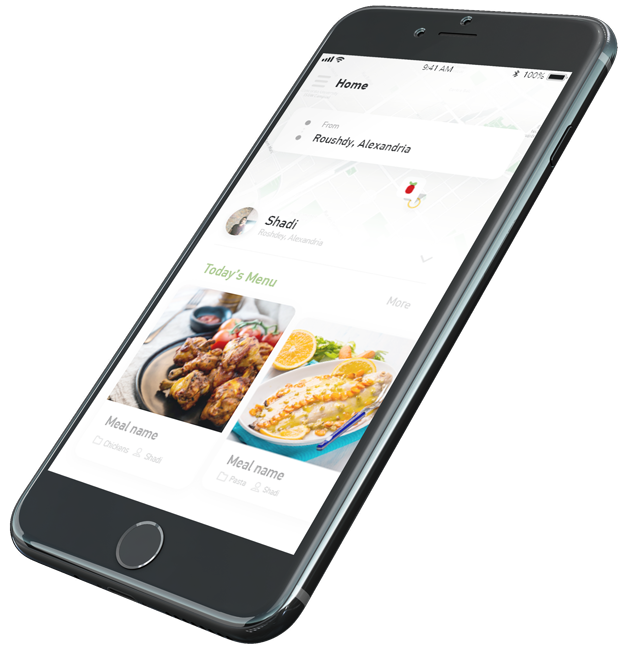 9:41 AM
100%
Home
From
Roushdy, Alexandria
Shadi
Roshdey, Alexandria
Today's Menu
More
Meal name
Chickens
Shadi
Meal name
Pasta
Shadi